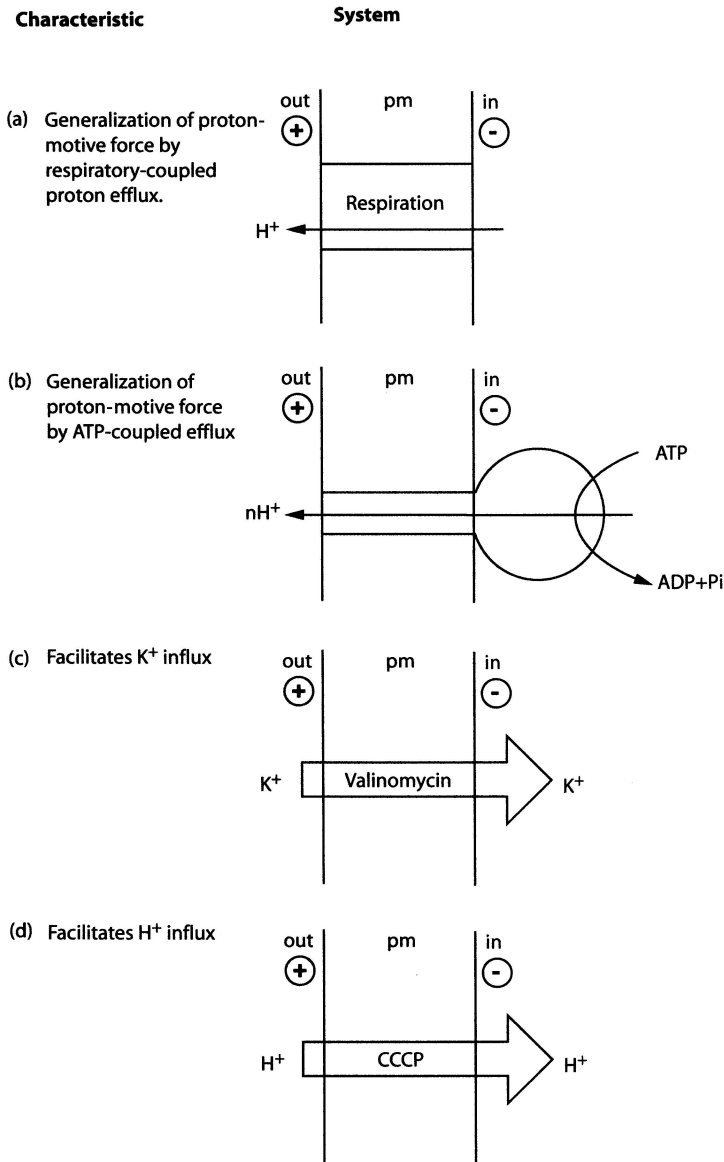 Characteristic System
(a) Generalization of proton-
motive force by
respiratory-coupled
proton efflux.
out pm in
+ -
Respiration
H⁺
(b) Generalization of
proton-motive force
by ATP-coupled efflux
out pm in
+ -
ATP
nH⁺
ADP+Pi
(c) Facilitates K⁺ influx
out pm in
+ -
K⁺ Valinomycin K⁺
(d) Facilitates H⁺ influx
out pm in
+ -
H⁺ CCCP H⁺